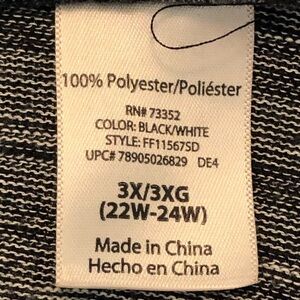 100% Polyester/Poliéster
RN# 73352
COLOR: BLACK/WHITE
STYLE: FF11567SD
UPC# 78905026829 DE4
3X/3XG
(22W-24W)
Made in China
Hecho en China